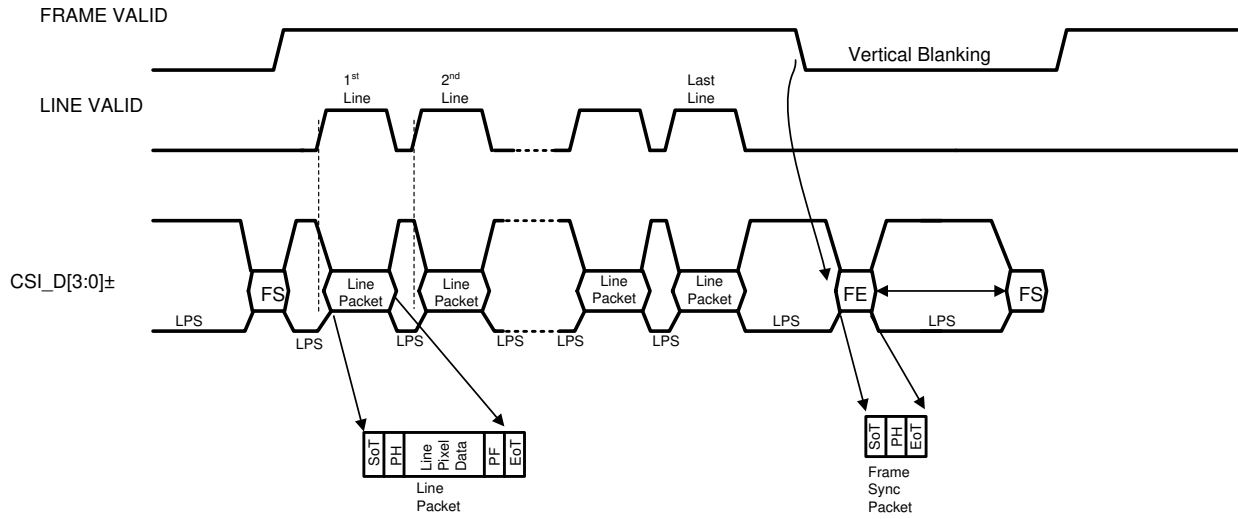 FRAME VALID
Vertical Blanking
1st
Line
2nd
Line
Last
Line
LINE VALID
CSI_D[3:0]±
FS
Line
Packet
Line
Packet
Line
Packet
Line
Packet
FE
FS
LPS
LPS
LPS
LPS
LPS
LPS
LPS
LPS
SoT
PH
Line
Pixel
Data
PF
EoT
Line
Packet
SoT
PH
EoT
Frame
Sync
Packet